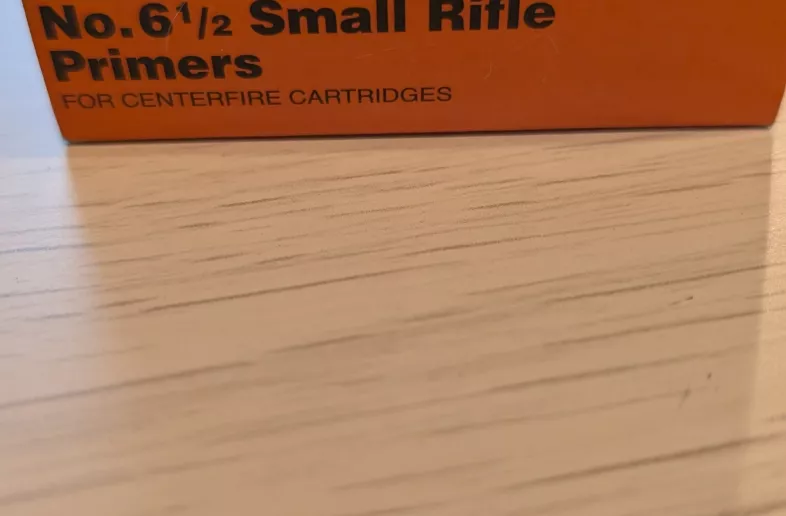 No. 6¹/₂ Small Rifle
Primers
FOR CENTERFIRE CARTRIDGES